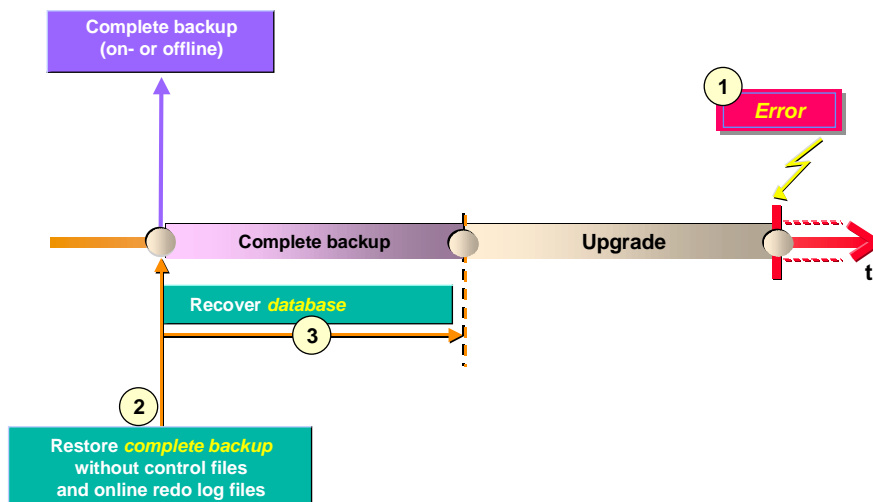 Complete backup
(on- or offline)
1
Error
Complete backup
Upgrade
t
Recover database
3
2
Restore complete backup
without control files
and online redo log files